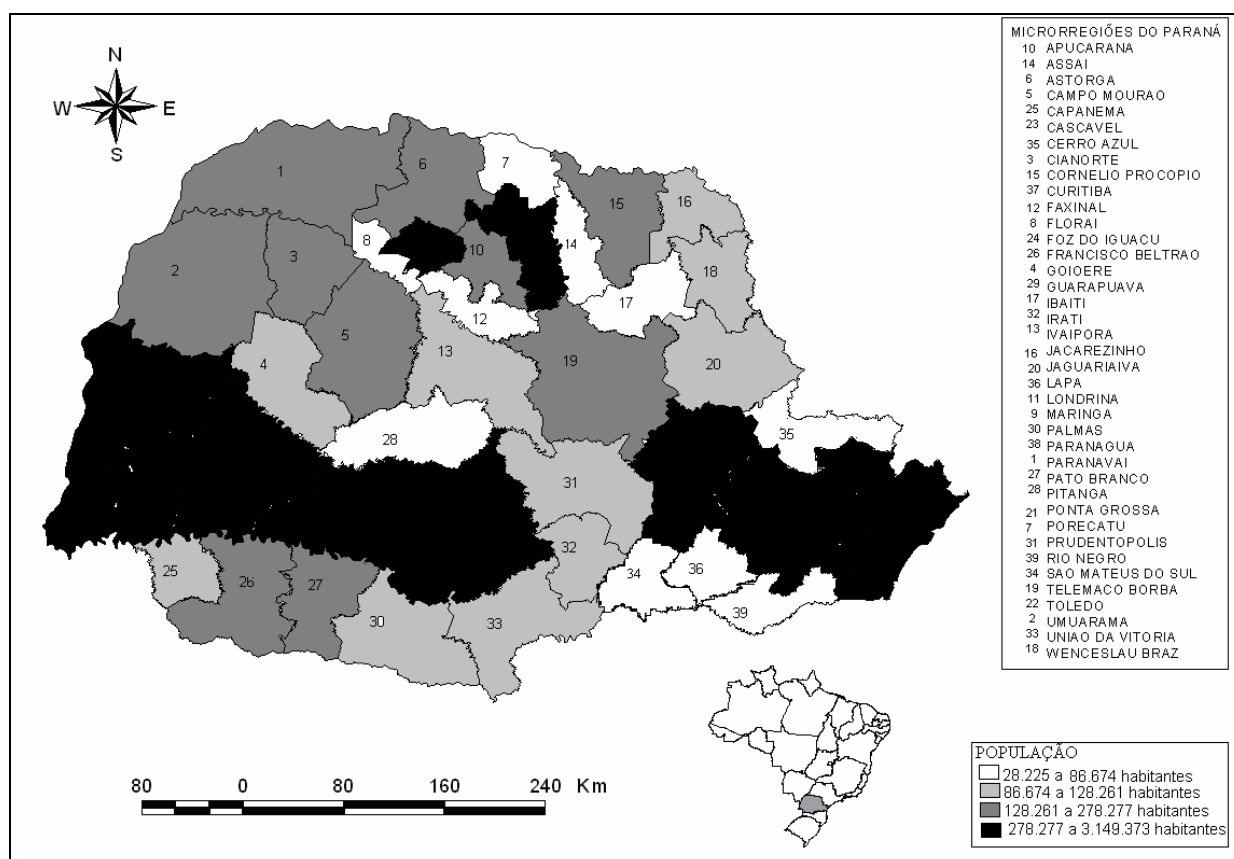 MICRORREGIÕES DO PARANÁ
10 APUCARANA
14 ASSAI
6 ASTORGA
5 CAMPO MOURAO
25 CAPANEMA
23 CASCAVEL
35 CERRO AZUL
3 CIANORTE
15 CORNELIO PROCOPIO
37 CURITIBA
12 FAXINAL
8 FLORAI
24 FOZ DO IGUACU
26 FRANCISCO BELTRAO
4 GOIOERE
29 GUARAPUAVA
17 IBAITI
32 IRATI
13 IVAIPORA
16 JACAREZINHO
20 JAGUARIAIVA
36 LAPA
11 LONDRINA
9 MARINGA
30 PALMAS
38 PARANAGUA
1 PARANAVAI
27 PATO BRANCO
28 PITANGA
21 PONTA GROSSA
7 PORECATU
31 PRUDENTOPOLIS
39 RIO NEGRO
34 SAO MATEUS DO SUL
19 TELEMACO BORBA
22 TOLEDO
2 UMUARAMA
33 UNIAO DA VITORIA
18 WENCESLAU BRAZ
N
W E
S
1
6
7
15
16
8
10
14
2
3
18
17
12
5
13
19
4
20
28
35
31
32
25
26
27
34
36
30
33
39
80 0 80 160 240 Km
POPULAÇÃO
28.225 a 86.674 habitantes
86.674 a 128.261 habitantes
128.261 a 278.277 habitantes
278.277 a 3.149.373 habitantes